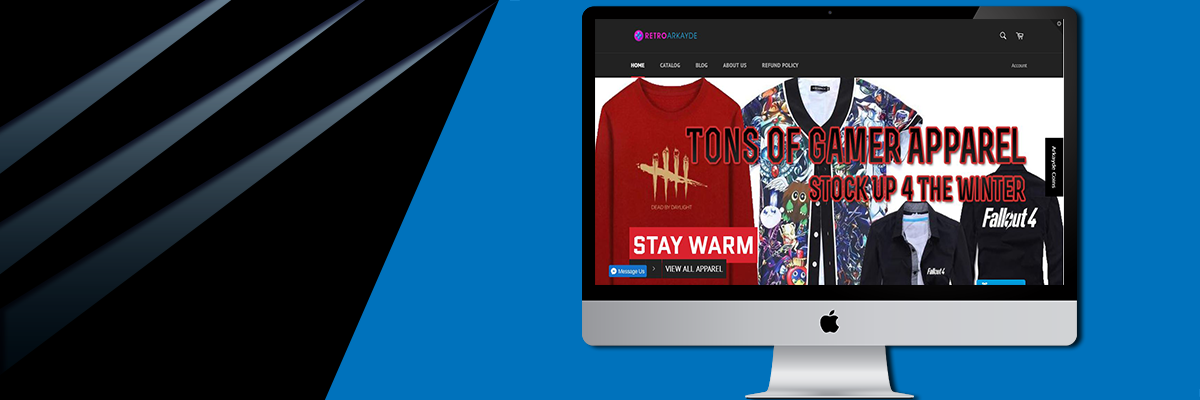 0
RETROARKAYDE
HOME CATALOG BLOG ABOUT US REFUND POLICY Account
TONS OF GAMER APPAREL
STOCK UP 4 THE WINTER
Arkayde Coins
DEAD BY DAYLIGHT
Fallout 4
STAY WARM
Fallout 4
Message Us
VIEW ALL APPAREL